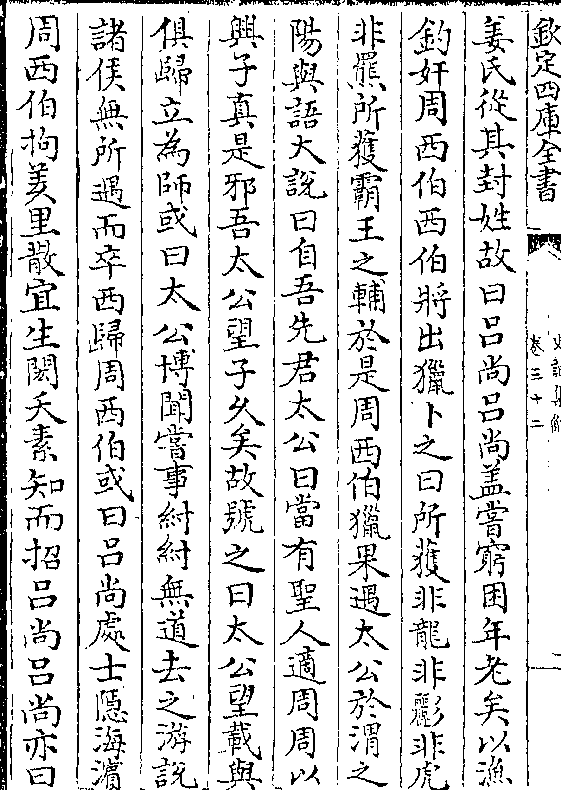 欽定四庫全書
卷三十二
姜氏從其封姓故曰吕尚吕尚盖嘗窮困年老矣以漁
釣奸周西伯西伯將出獵卜之曰所獲非龍非彲非虎
非羆所獲霸王之輔於是周西伯獵果遇太公於渭之
陽與語大說曰自吾先君太公曰當有聖人適周周以
興子真是邪吾太公望子久矣故號之曰太公望載與
俱歸立為師或曰太公博聞嘗事紂紂無道去之游說
諸侯無所遇而卒西歸周西伯或曰吕尚處士隱海濱
周西伯拘羑里散宜生閎夭素知而招吕尚吕尚亦曰